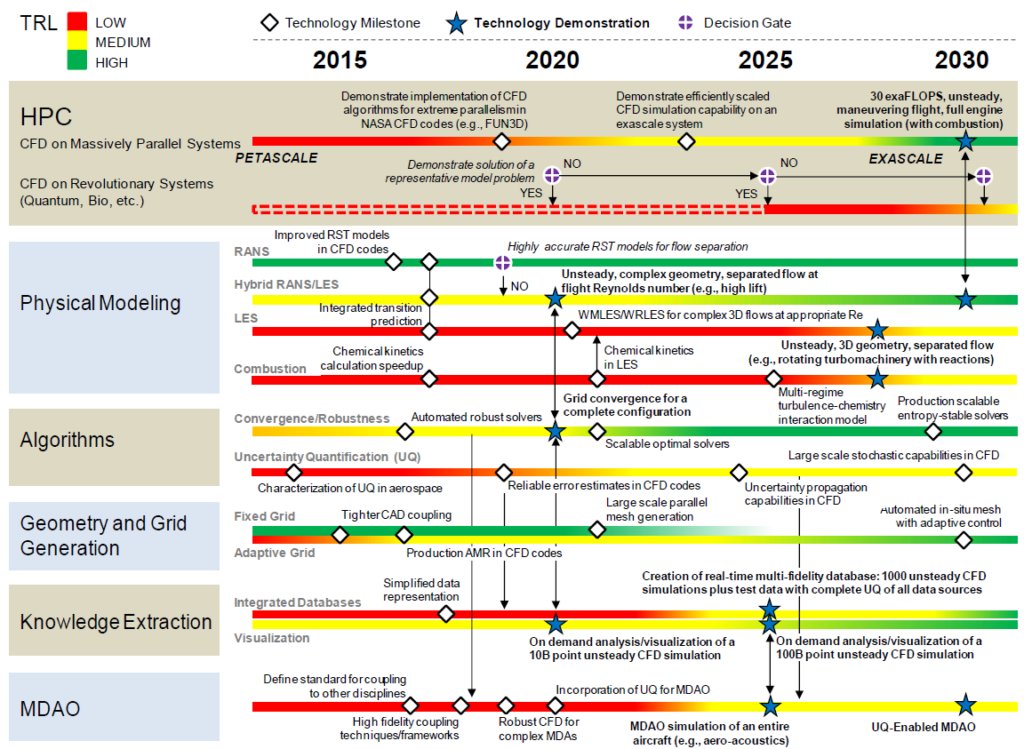 TRL
LOW
MEDIUM
HIGH
Technology Milestone
Technology Demonstration
Decision Gate
2015
2020
2025
2030
HPC
CFD on Massively Parallel Systems
CFD on Revolutionary Systems
(Quantum, Bio, etc.)
Demonstrate implementation of CFD
algorithms for extreme parallelism in
NASA CFD codes (e.g., FUN3D)
Demonstrate efficiently scaled
CFD simulation capability on an
exascale system
30 exaFLOPS, unsteady,
maneuvering flight, full engine
simulation (with combustion)
PETASCALE
EXASCALE
Demonstrate solution of a
representative model problem
NO
YES
NO
YES
Physical Modeling
RANS
Improved RST models
in CFD codes
Highly accurate RST models for flow separation
Hybrid RANS/LES
NO
Unsteady, complex geometry, separated flow at
flight Reynolds number (e.g., high lift)
LES
Integrated transition
prediction
WMLES/WRLES for complex 3D flows at appropriate Re
Combustion
Chemical kinetics
calculation speedup
Chemical kinetics
in LES
Unsteady, 3D geometry, separated flow
(e.g., rotating turbomachinery with reactions)
Multi-regime
turbulence-chemistry
interaction model
Algorithms
Convergence/Robustness
Automated robust solvers
Grid convergence for a
complete configuration
Scalable optimal solvers
Production scalable
entropy-stable solvers
Uncertainty Quantification (UQ)
Characterization of UQ in aerospace
Reliable error estimates in CFD codes
Uncertainty propagation
capabilities in CFD
Large scale stochastic capabilities in CFD
Geometry and Grid
Generation
Fixed Grid
Adaptive Grid
Tighter CAD coupling
Production AMR in CFD codes
Large scale parallel
mesh generation
Automated in-situ mesh
with adaptive control
Knowledge Extraction
Integrated Databases
Visualization
Simplified data
representation
Creation of real-time multi-fidelity database: 1000 unsteady CFD
simulations plus test data with complete UQ of all data sources
On demand analysis/visualization of a
10B point unsteady CFD simulation
On demand analysis/visualization of a
100B point unsteady CFD simulation
MDAO
Define standard for coupling
to other disciplines
High fidelity coupling
techniques/frameworks
Robust CFD for
complex MDAs
Incorporation of UQ for MDAO
MDAO simulation of an entire
aircraft (e.g., aero-acoustics)
UQ-Enabled MDAO